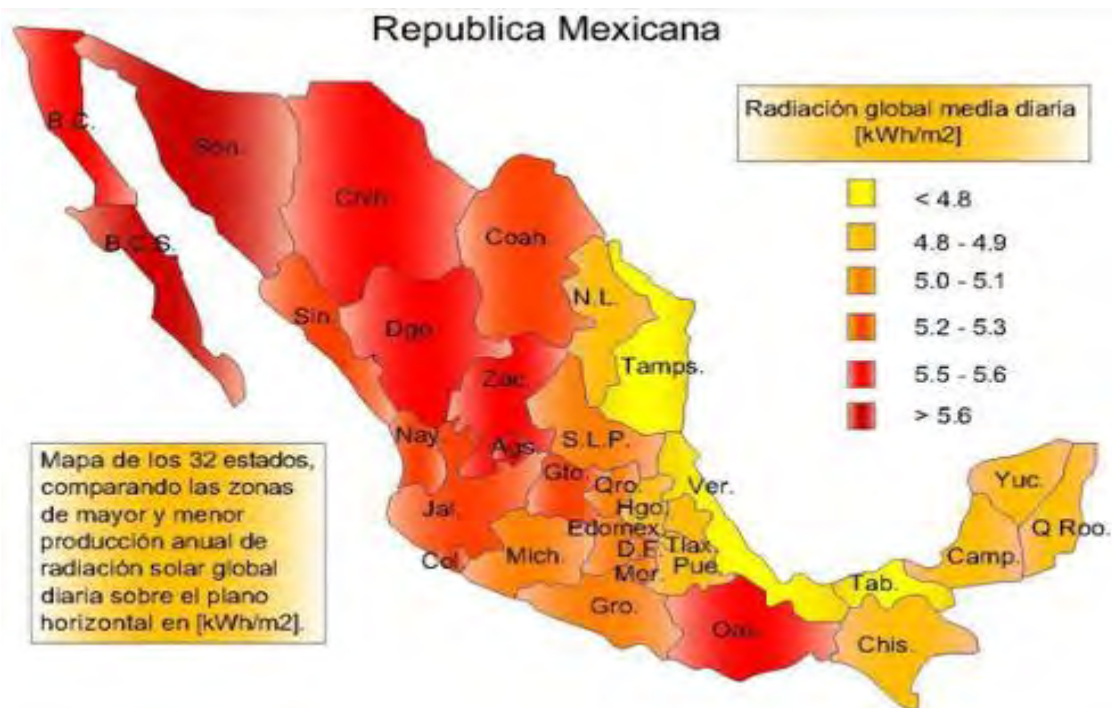 Republica Mexicana
Radiación global media diaria
[kWh/m2]
< 4.8
4.8 - 4.9
5.0 - 5.1
5.2 - 5.3
5.5 - 5.6
> 5.6
B.C.
Son.
Chih.
B.C.S.
Coah.
Sin.
N.L.
Dgo.
Tamps.
Zac.
Nay.
Ags.
S.L.P.
Gto.
Qro.
Ver.
Jal.
Hgo.
Edomex.
Col.
Mich.
D.F.
Tlax.
Mor.
Pue.
Gro.
Oax.
Yuc.
Q Roo.
Camp.
Tab.
Chis.
Mapa de los 32 estados,
comparando las zonas
de mayor y menor
producción anual de
radiación solar global
diaria sobre el plano
horizontal en [kWh/m2].